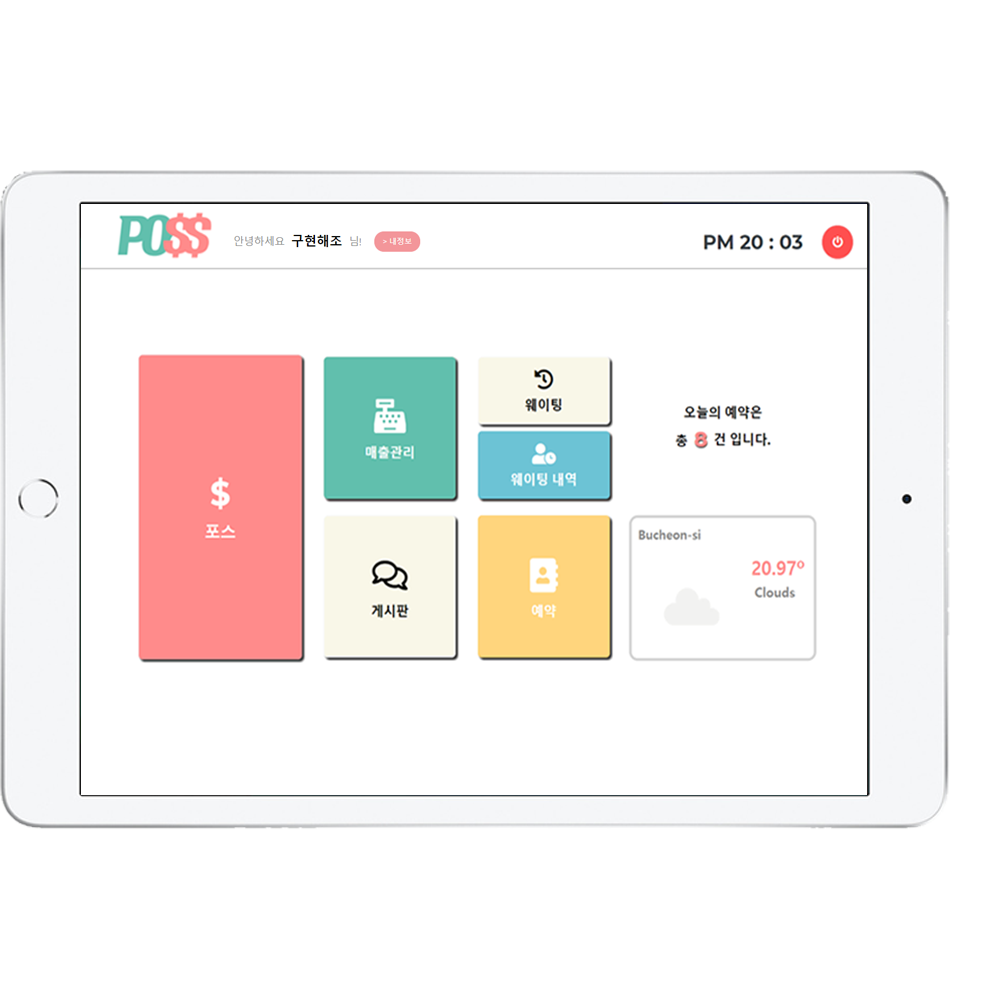 PO$$
안녕하세요 구현해조 님! > 내정보
PM 20 : 03
$
포스
매출관리
웨이팅
웨이팅 내역
게시판
예약
오늘의 예약은
총 8 건 입니다.
Bucheon-si
20.97º
Clouds